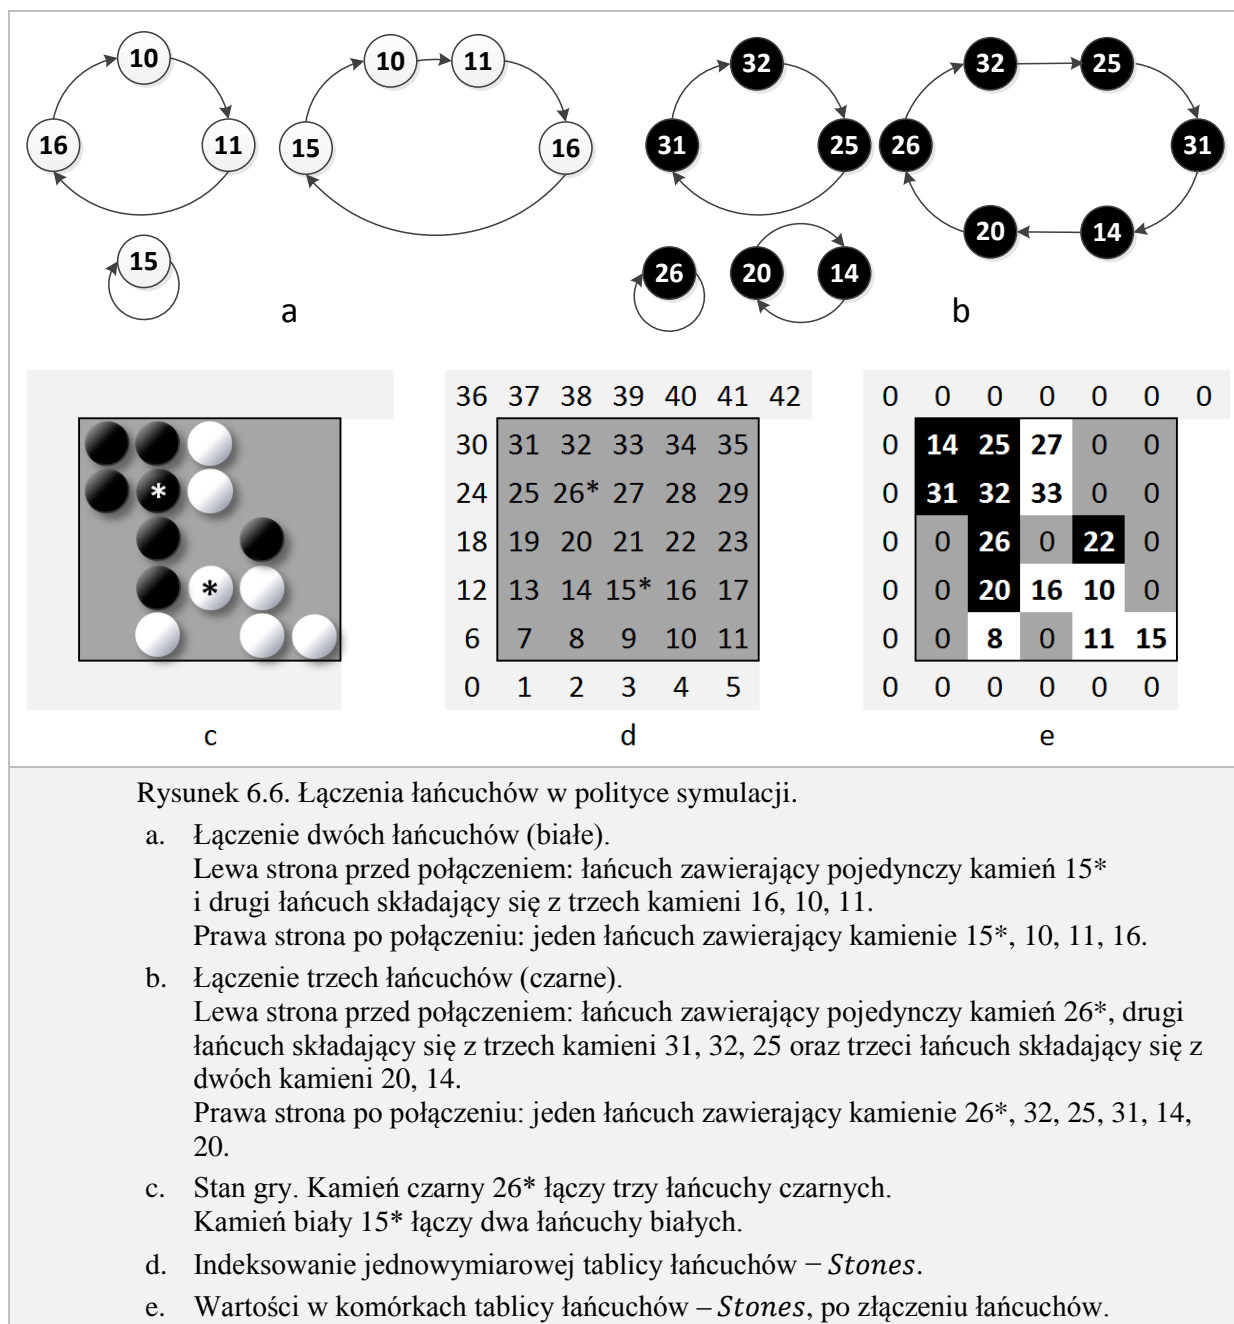 10 10 11 32 32 25
16 11 15 16 31 25 26 31
20 14
15 26 20 14
a b
36 37 38 39 40 41 42 0 0 0 0 0 0 0
30 31 32 33 34 35 0 14 25 27 0 0
* 24 25 26* 27 28 29 0 31 32 33 0 0
18 19 20 21 22 23 0 0 26 0 22 0
* 12 13 14 15* 16 17 0 0 20 16 10 0
6 7 8 9 10 11 0 0 8 0 11 15
0 1 2 3 4 5 0 0 0 0 0 0
c d e
Rysunek 6.6. Łączenia łańcuchów w polityce symulacji.
a. Łączenie dwóch łańcuchów (białe).
Lewa strona przed połączeniem: łańcuch zawierający pojedynczy kamień 15*
i drugi łańcuch składający się z trzech kamieni 16, 10, 11.
Prawa strona po połączeniu: jeden łańcuch zawierający kamienie 15*, 10, 11, 16.
b. Łączenie trzech łańcuchów (czarne).
Lewa strona przed połączeniem: łańcuch zawierający pojedynczy kamień 26*, drugi
łańcuch składający się z trzech kamieni 31, 32, 25 oraz trzeci łańcuch składający się z
dwóch kamieni 20, 14.
Prawa strona po połączeniu: jeden łańcuch zawierający kamienie 26*, 32, 25, 31, 14,
20.
c. Stan gry. Kamień czarny 26* łączy trzy łańcuchy czarnych.
Kamień biały 15* łączy dwa łańcuchy białych.
d. Indeksowanie jednowymiarowej tablicy łańcuchów − Stones.
e. Wartości w komórkach tablicy łańcuchów – Stones, po złączeniu łańcuchów.